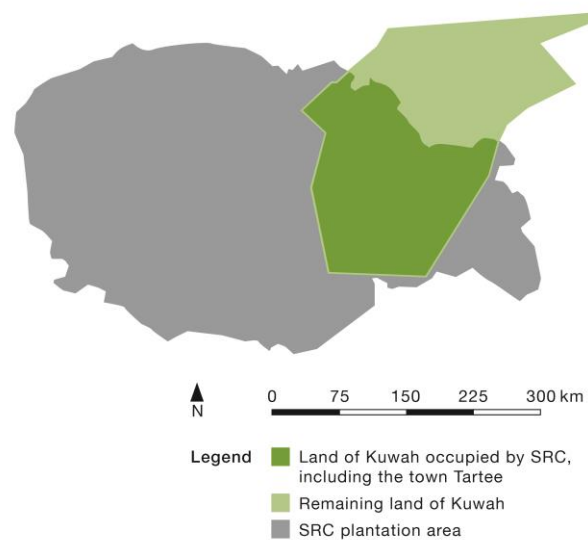 N
0 75 150 225 300 km
Legend
Land of Kuwah occupied by SRC,
including the town Tartee
Remaining land of Kuwah
SRC plantation area